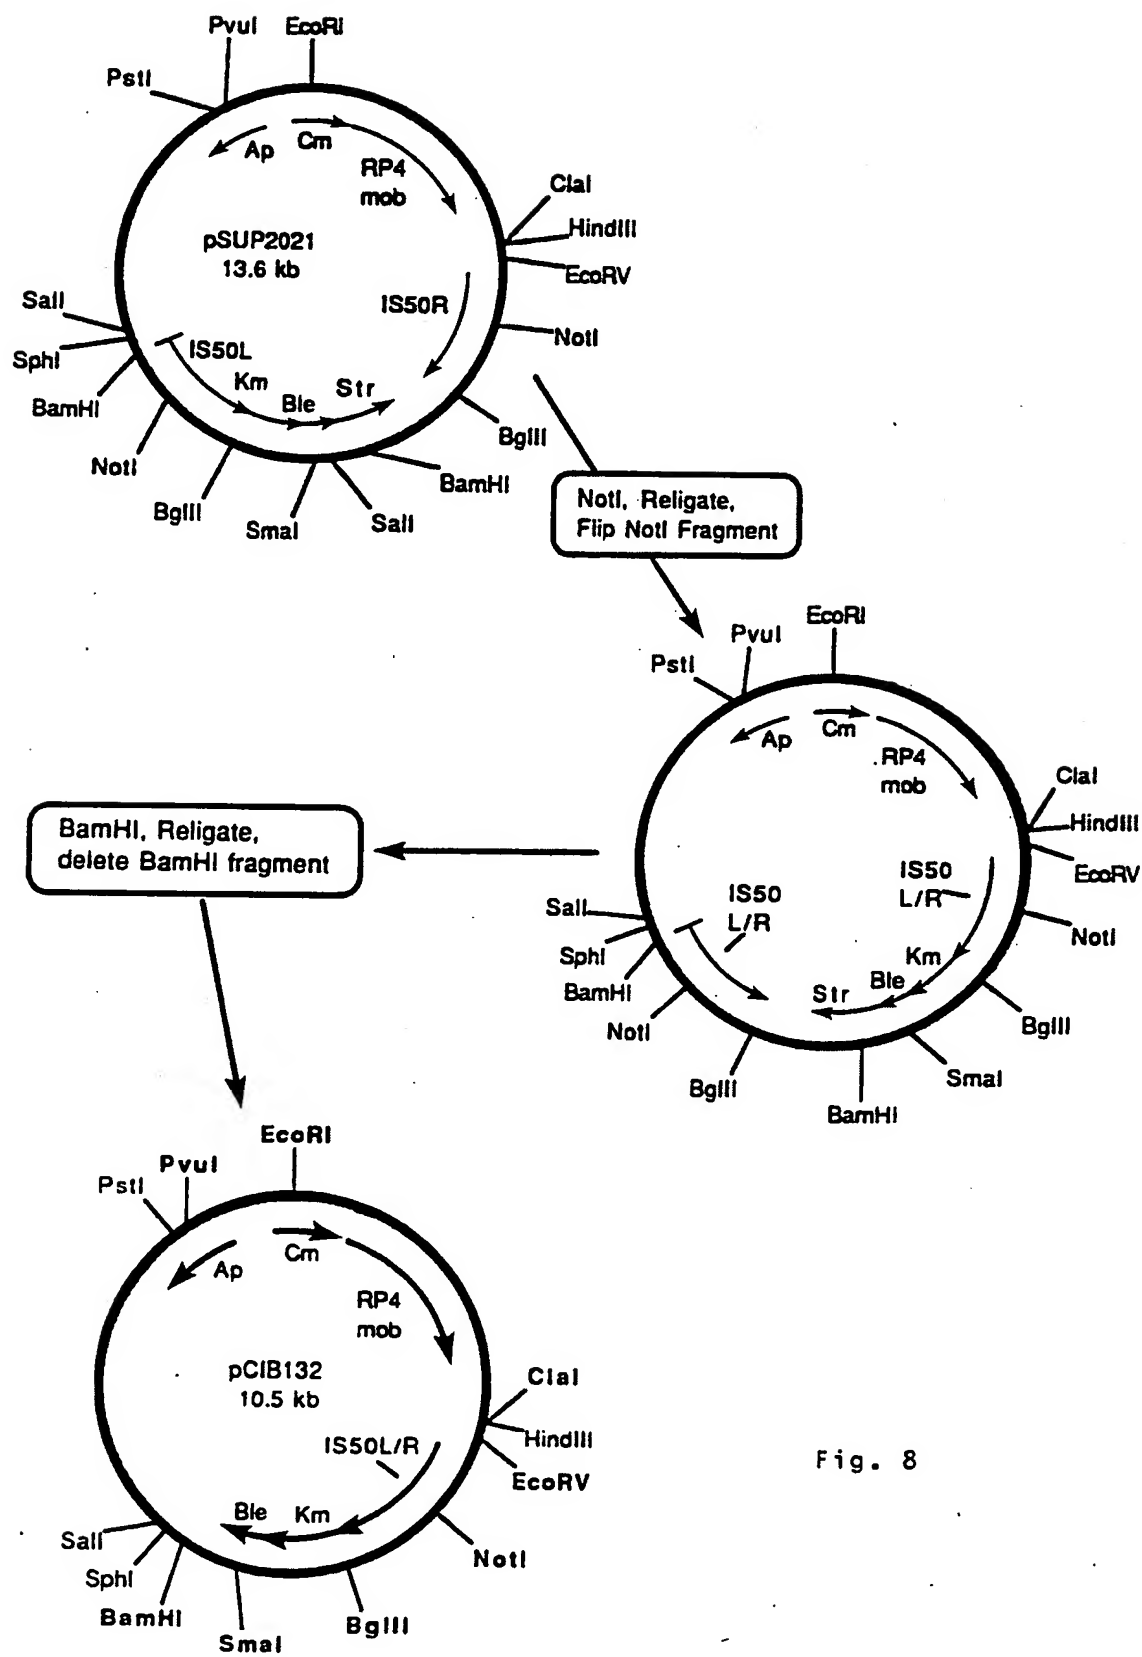 PvuI
EcoRI
PstI
Ap
Cm
RP4
mob
ClaI
HindIII
EcoRV
pSUP2021
13.6 kb
IS50R
NotI
SalI
SphI
BamHI
IS50L
Km
Ble
Str
NotI
BglII
SmaI
SalI
BamHI
BglII
NotI, Religate,
Flip NotI Fragment
EcoRI
PvuI
PstI
Ap
Cm
.RP4
mob
ClaI
HindIII
EcoRV
IS50
L/R
IS50
L/R
NotI
SalI
SphI
BamHI
NotI
Km
Ble
Str
BglII
BglII
SmaI
BamHI
BamHI, Religate,
delete BamHI fragment
EcoRI
PvuI
PstI
Ap
Cm
RP4
mob
pCIB132
10.5 kb
ClaI
HindIII
EcoRV
IS50L/R
Ble
Km
NotI
SalI
SphI
BamHI
SmaI
BglII
Fig. 8